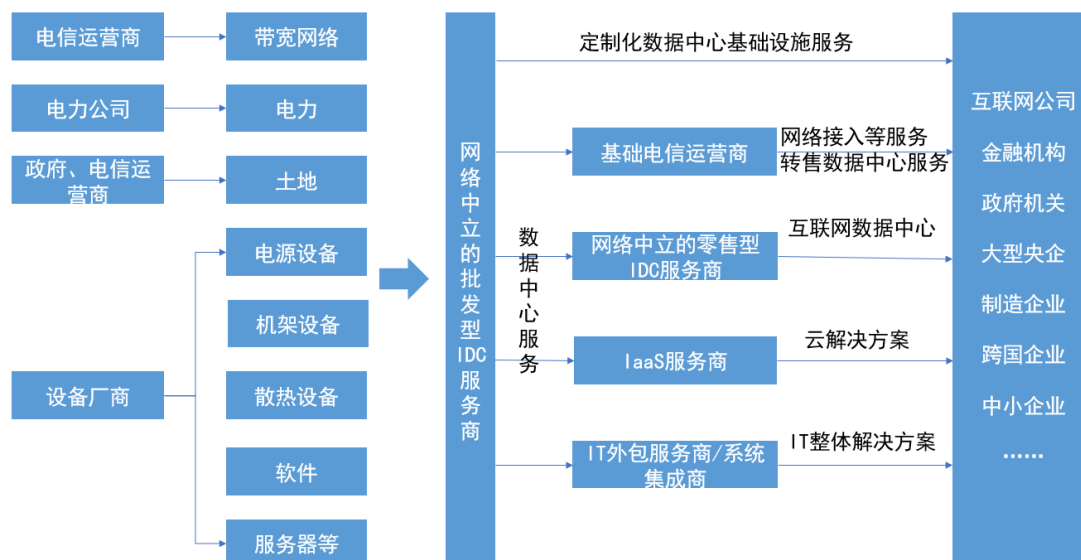 电信运营商
带宽网络
电力公司
电力
政府、电信运
营商
土地
设备厂商
电源设备
机架设备
散热设备
软件
服务器等
网络中立的批发型IDC服务商
数据中心服务
定制化数据中心基础设施服务
基础电信运营商
网络接入等服务
转售数据中心服务
网络中立的零售型
IDC服务商
互联网数据中心
IaaS服务商
云解决方案
IT外包服务商/系统
集成商
IT整体解决方案
互联网公司
金融机构
政府机关
大型央企
制造企业
跨国企业
中小企业
……